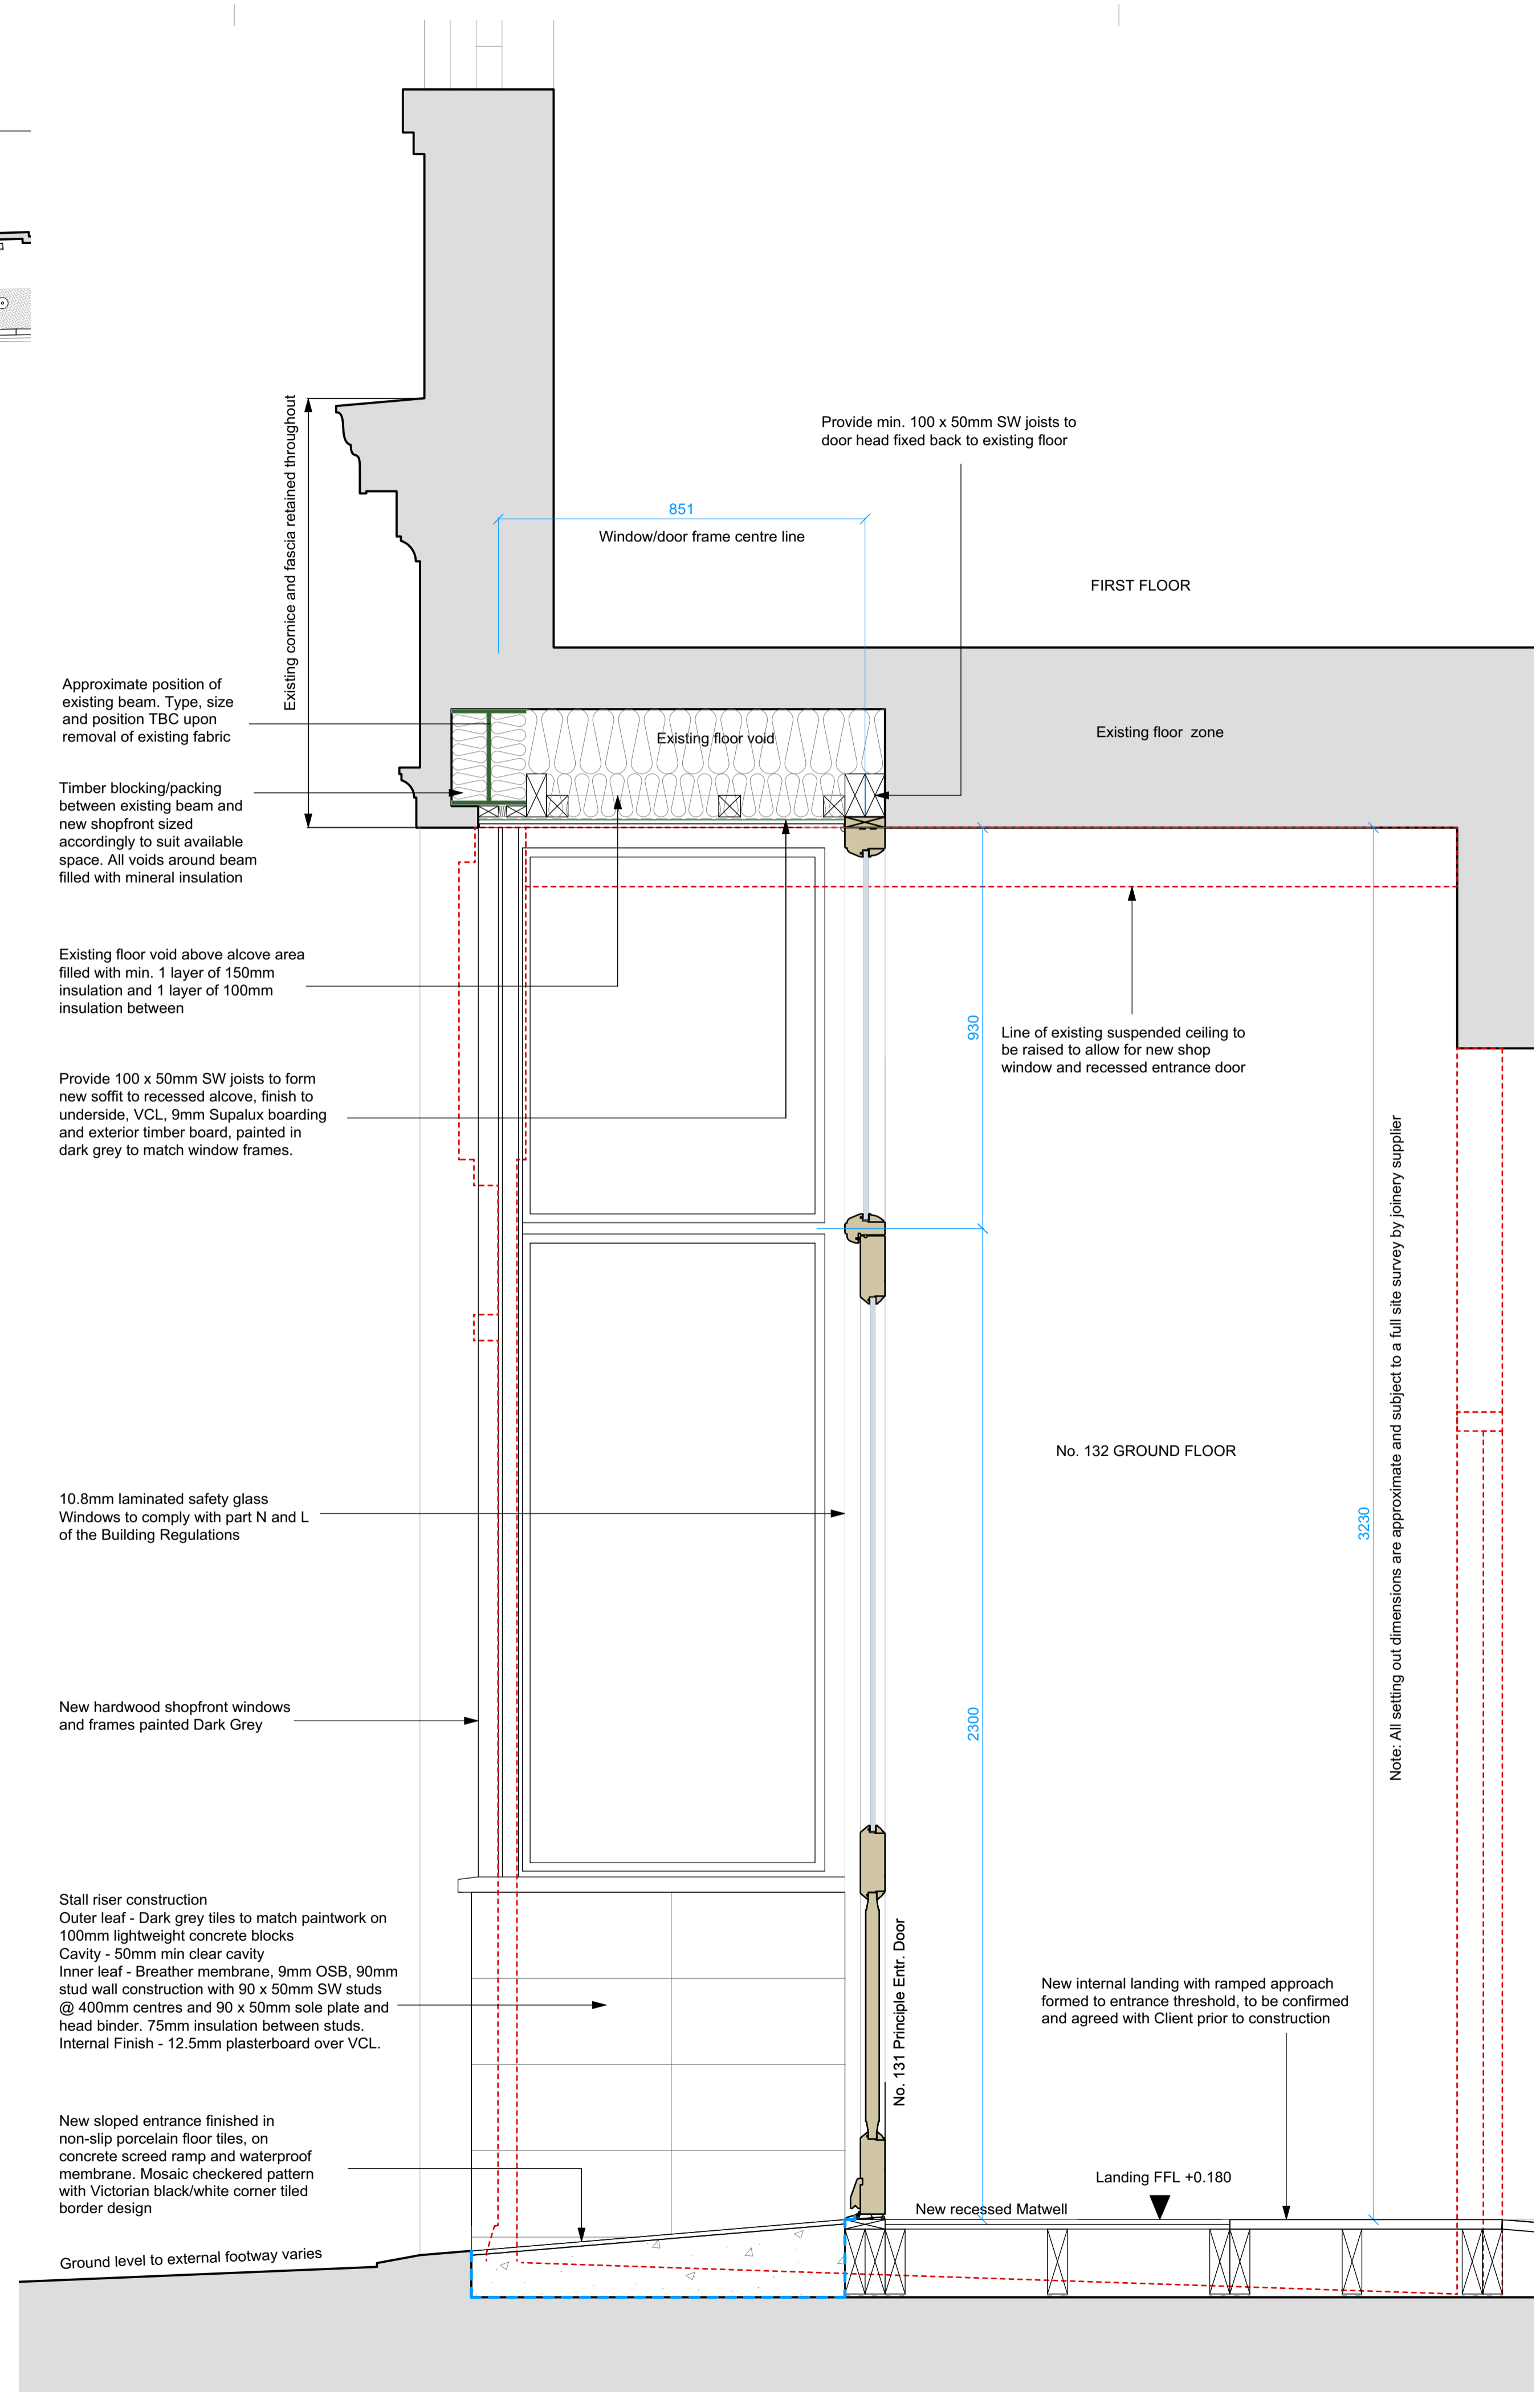 Existing cornice and fascia retained throughout
Provide min. 100 x 50mm SW joists to
door head fixed back to existing floor
851
Window/door frame centre line
FIRST FLOOR
Approximate position of
existing beam. Type, size
and position TBC upon
removal of existing fabric
Existing floor void
Existing floor zone
Timber blocking/packing
between existing beam and
new shopfront sized
accordingly to suit available
space. All voids around beam
filled with mineral insulation
Existing floor void above alcove area
filled with min. 1 layer of 150mm
insulation and 1 layer of 100mm
insulation between
930
Line of existing suspended ceiling to
be raised to allow for new shop
window and recessed entrance door
Provide 100 x 50mm SW joists to form
new soffit to recessed alcove, finish to
underside, VCL, 9mm Supalux boarding
and exterior timber board, painted in
dark grey to match window frames.
Note: All setting out dimensions are approximate and subject to a full site survey by joinery supplier
No. 132 GROUND FLOOR
10.8mm laminated safety glass
Windows to comply with part N and L
of the Building Regulations
3230
New hardwood shopfront windows
and frames painted Dark Grey
2300
Stall riser construction
Outer leaf - Dark grey tiles to match paintwork on
100mm lightweight concrete blocks
Cavity - 50mm min clear cavity
Inner leaf - Breather membrane, 9mm OSB, 90mm
stud wall construction with 90 x 50mm SW studs
@ 400mm centres and 90 x 50mm sole plate and
head binder. 75mm insulation between studs.
Internal Finish - 12.5mm plasterboard over VCL.
No. 131 Principle Entr. Door
New internal landing with ramped approach
formed to entrance threshold, to be confirmed
and agreed with Client prior to construction
New sloped entrance finished in
non-slip porcelain floor tiles, on
concrete screed ramp and waterproof
membrane. Mosaic checkered pattern
with Victorian black/white corner tiled
border design
Landing FFL +0.180
New recessed Matwell
Ground level to external footway varies